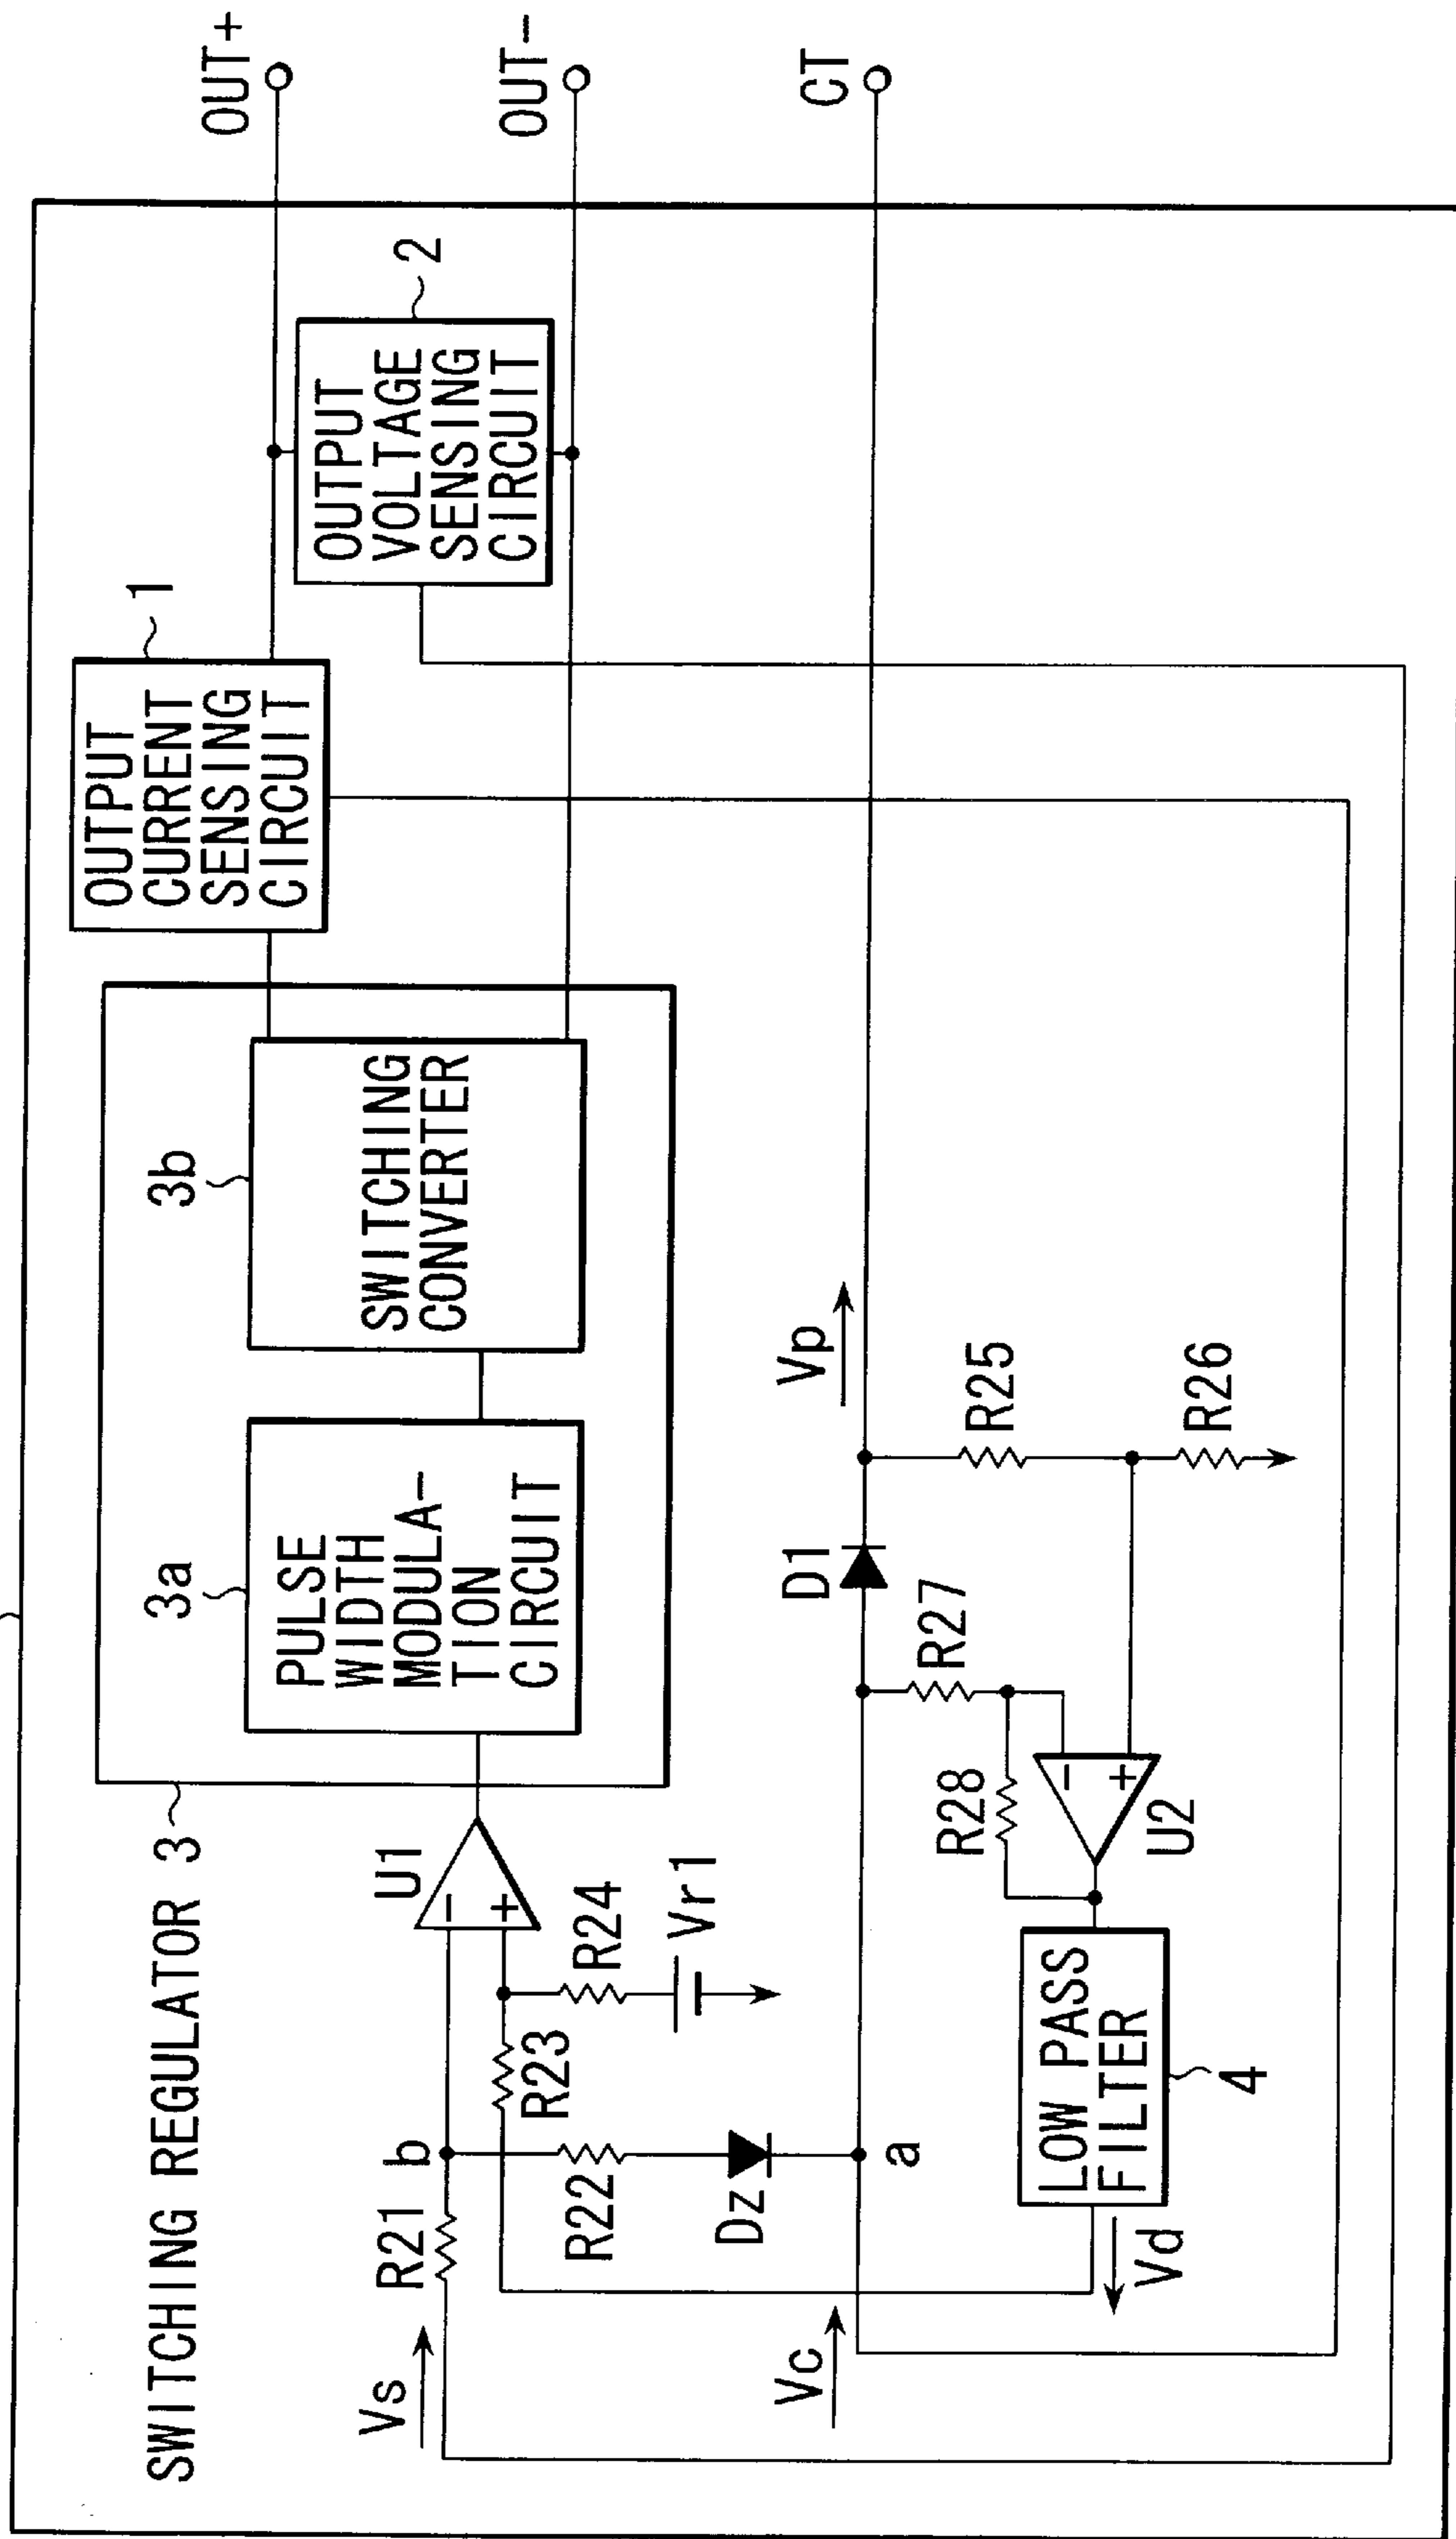 SWITCHING REGULATOR 3
3a
PULSE
WIDTH
MODULA-
TION
CIRCUIT
3b
SWITCHING
CONVERTER
OUTPUT
CURRENT
SENSING
CIRCUIT
1
OUTPUT
VOLTAGE
SENSING
CIRCUIT
2
OUT+
OUT-
CT
Vs
R21
b
U1
-
+
R22
R23
R24
Vr1
Dz
Vc
a
D1
Vp
R27
R25
R28
R26
-
+
U2
LOW PASS
FILTER
4
Vd